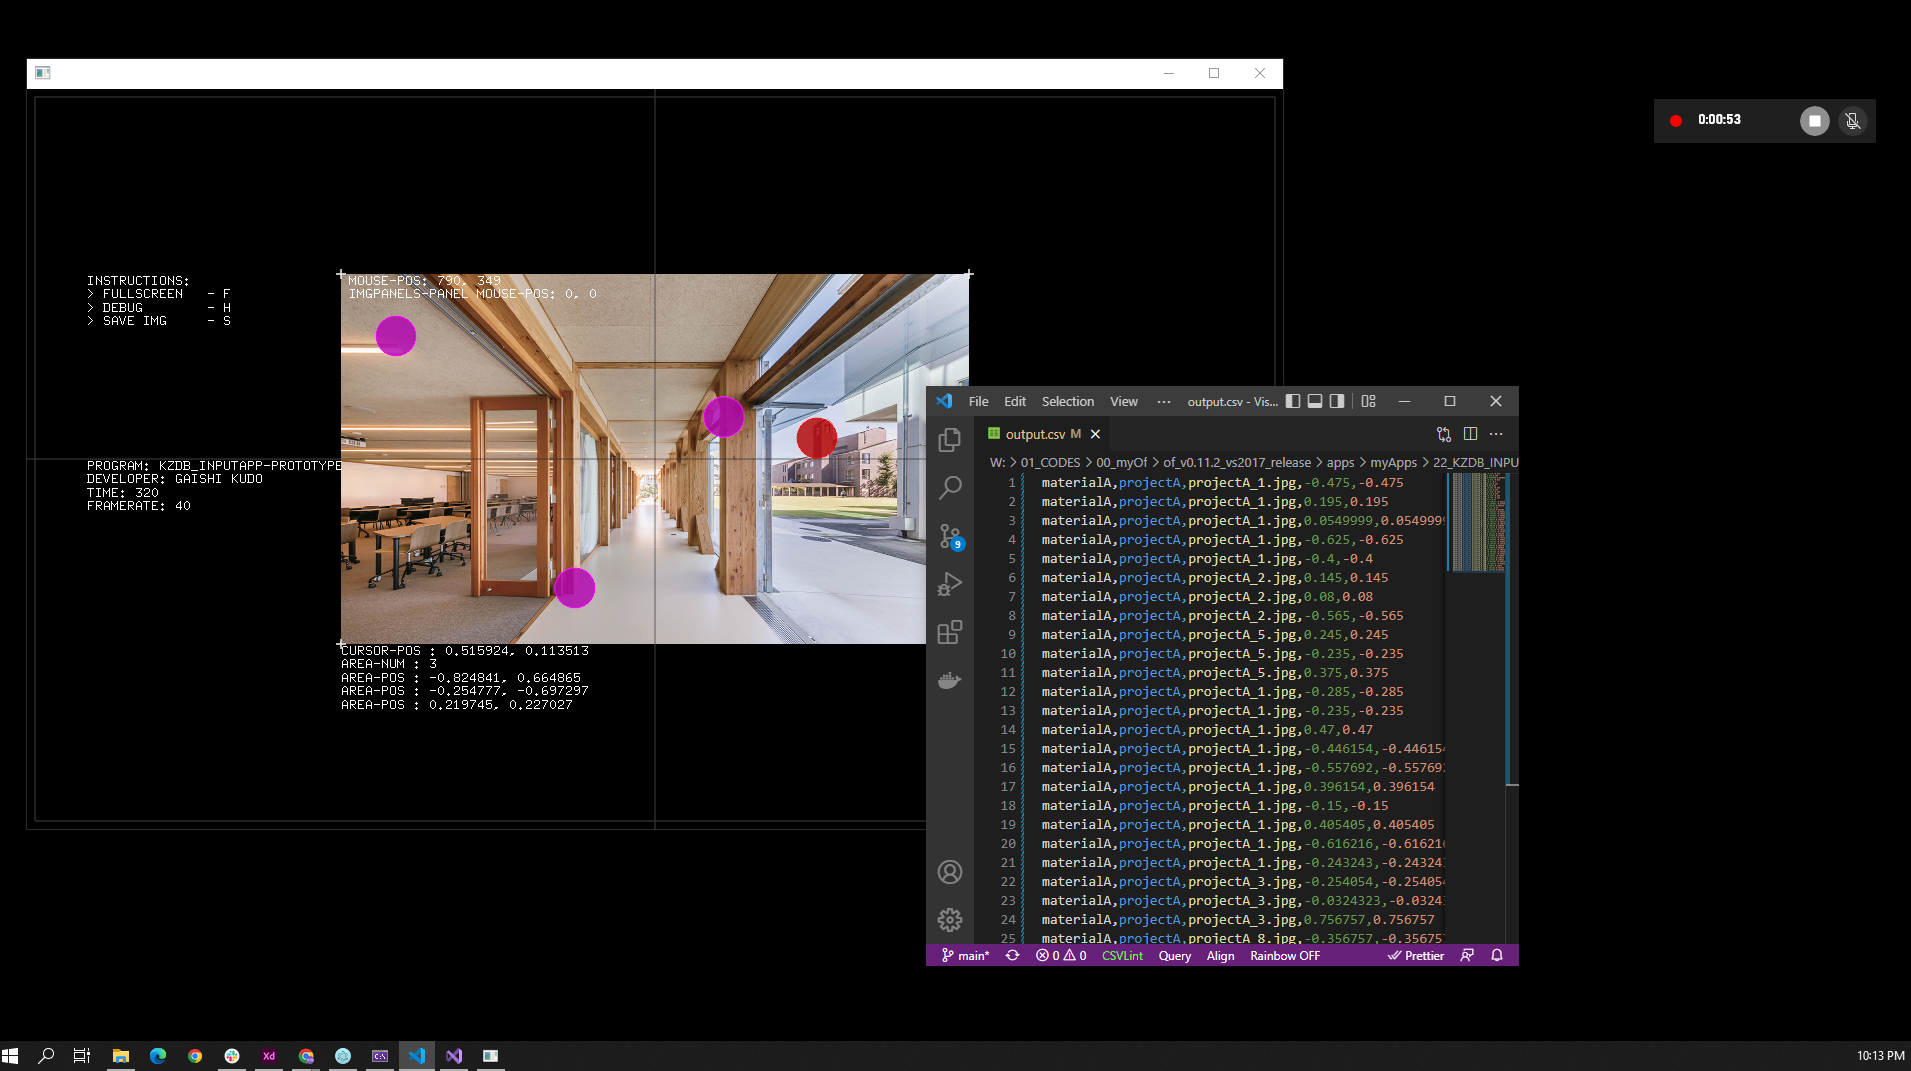 INSTRUCTIONS:
> FULLSCREEN - F
> DEBUG - H
> SAVE IMG - S
PROGRAM: KZDB_INPUTAPP-PROTOTYPE
DEVELOPER: GAISHI KUDO
TIME: 320
FRAMERATE: 40
MOUSE-POS: 790, 349
IMGPANELS-PANEL MOUSE-POS: 0, 0
CURSOR-POS : 0.515924, 0.113513
AREA-NUM : 3
AREA-POS : -0.824841, 0.664865
AREA-POS : -0.254777, -0.697297
AREA-POS : 0.219745, 0.227027
0:00:53
File Edit Selection View ··· output.csv - Vis...
output.csv M
W: > 01_CODES > 00_myOf > of_v0.11.2_vs2017_release > apps > myApps > 22_KZDB_INPU
1 materialA,projectA,projectA_1.jpg,-0.475,-0.475
2 materialA,projectA,projectA_1.jpg,0.195,0.195
3 materialA,projectA,projectA_1.jpg,0.0549999,0.0549999
4 materialA,projectA,projectA_1.jpg,-0.625,-0.625
5 materialA,projectA,projectA_1.jpg,-0.4,-0.4
6 materialA,projectA,projectA_2.jpg,0.145,0.145
7 materialA,projectA,projectA_2.jpg,0.08,0.08
8 materialA,projectA,projectA_2.jpg,-0.565,-0.565
9 materialA,projectA,projectA_5.jpg,0.245,0.245
10 materialA,projectA,projectA_5.jpg,-0.235,-0.235
11 materialA,projectA,projectA_5.jpg,0.375,0.375
12 materialA,projectA,projectA_1.jpg,-0.285,-0.285
13 materialA,projectA,projectA_1.jpg,-0.235,-0.235
14 materialA,projectA,projectA_1.jpg,0.47,0.47
15 materialA,projectA,projectA_1.jpg,-0.446154,-0.446154
16 materialA,projectA,projectA_1.jpg,-0.557692,-0.557692
17 materialA,projectA,projectA_1.jpg,0.396154,0.396154
18 materialA,projectA,projectA_1.jpg,-0.15,-0.15
19 materialA,projectA,projectA_1.jpg,0.405405,0.405405
20 materialA,projectA,projectA_1.jpg,-0.616216,-0.616216
21 materialA,projectA,projectA_1.jpg,-0.243243,-0.243243
22 materialA,projectA,projectA_3.jpg,-0.254054,-0.254054
23 materialA,projectA,projectA_3.jpg,-0.0324323,-0.0324
24 materialA,projectA,projectA_3.jpg,0.756757,0.756757
25 materialA,projectA,projectA_8.jpg,-0.356757,-0.356757
9
main* 0 0 CSVLint Query Align Rainbow OFF Prettier
Xd
10:13 PM